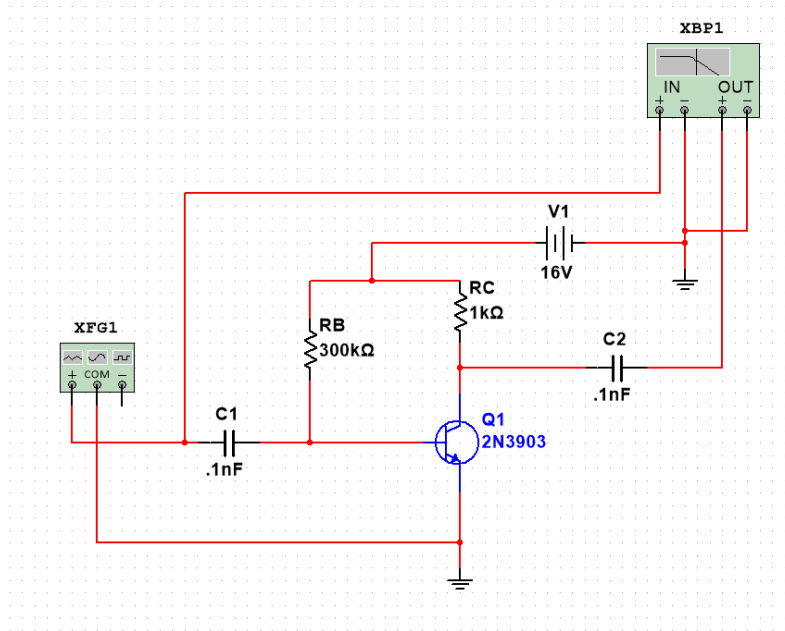 XBP1
IN OUT
+ − + −
V1
16V
RC
1kΩ
XFG1
RB
300kΩ
+ COM −
C2
.1nF
C1
.1nF
Q1
2N3903